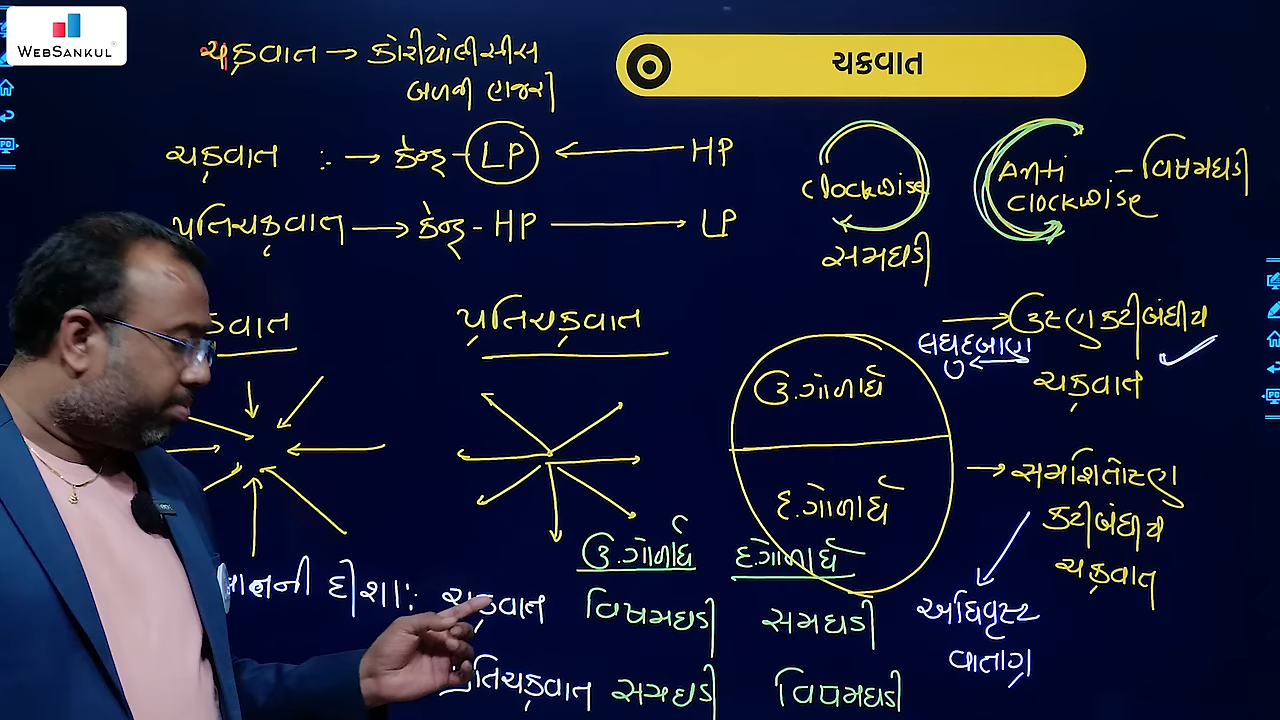 WEBSANKUL
ચક્રવાત
ચક્રવાત → કોરીયોલીસીસ
બળની હાજરી
ચક્રવાત : → કેન્દ્ર - LP ← HP
પ્રતિચક્રવાત → કેન્દ્ર - HP → LP
clockwise
સમઘડી
Anti clockwise - વિષમઘડી
પ્રતિચક્રવાત
ઉ.ગોળાર્ધ
દ.ગોળાર્ધ
→ ઉષ્ણકટીબંધીય
ચક્રવાત
લઘુદબાણ
→ સમશિતોષ્ણ
કટીબંધીય
ચક્રવાત
અધિવૃષ્ટ
વાતાગ્ર
ઉ.ગોળાર્ધ દ.ગોળાર્ધ
દીશા : ચક્રવાત વિષમઘડી સમઘડી
પ્રતિચક્રવાત સમઘડી વિષમઘડી